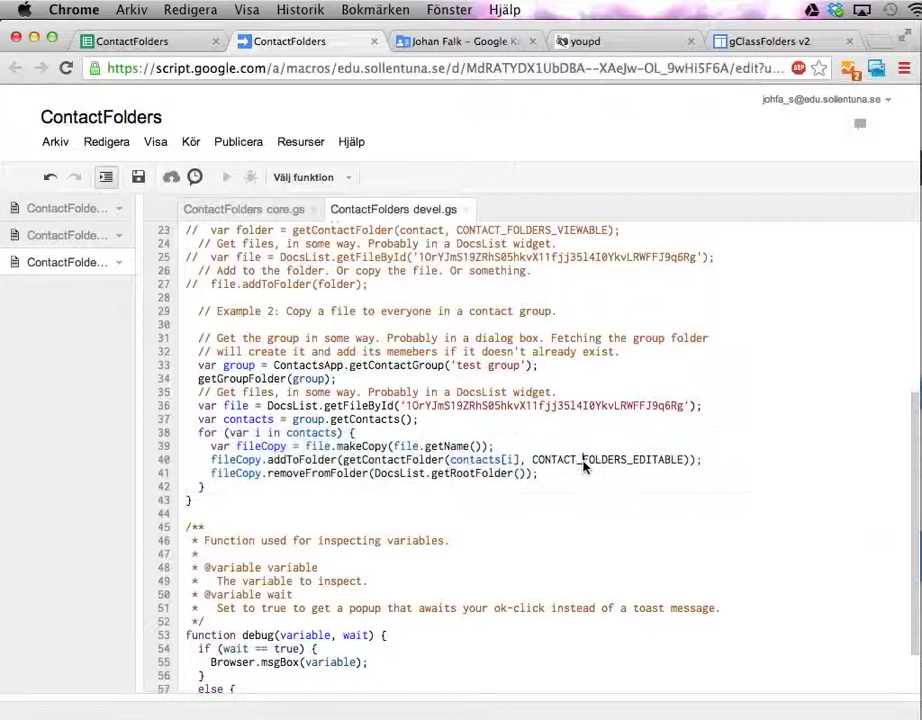 Chrome Arkiv Redigera Visa Historik Bokmärken Fönster Hjälp
ContactFolders
ContactFolders
Johan Falk – Google K
youpd
gClassFolders v2
https://script.google.com/a/macros/edu.sollentuna.se/d/MdRATYDX1UbDBA--XAeJw-OL_9wHi5F6A/edit?u...
ContactFolders
johfa_s@edu.sollentuna.se
Arkiv Redigera Visa Kör Publicera Resurser Hjälp
Välj funktion
ContactFolde...
ContactFolde...
ContactFolde...
ContactFolders core.gs
ContactFolders devel.gs
23 //  var folder = getContactFolder(contact, CONTACT_FOLDERS_VIEWABLE);
24 // Get files, in some way. Probably in a DocsList widget.
25 //  var file = DocsList.getFileById('1OrYJmS19ZRhS05hkvX11fjj35l4I0YkvLRWFFJ9q6Rg');
26 // Add to the folder. Or copy the file. Or something.
27 //  file.addToFolder(folder);
28
29 // Example 2: Copy a file to everyone in a contact group.
30
31 // Get the group in some way. Probably in a dialog box. Fetching the group folder
32 // will create it and add its memebers if it doesn't already exist.
33 var group = ContactsApp.getContactGroup('test group');
34 getGroupFolder(group);
35 // Get files, in some way. Probably in a DocsList widget.
36 var file = DocsList.getFileById('1OrYJmS19ZRhS05hkvX11fjj35l4I0YkvLRWFFJ9q6Rg');
37 var contacts = group.getContacts();
38 for (var i in contacts) {
39 var fileCopy = file.makeCopy(file.getName());
40 fileCopy.addToFolder(getContactFolder(contacts[i], CONTACT_FOLDERS_EDITABLE));
41 fileCopy.removeFromFolder(DocsList.getRootFolder());
42 }
43 }
44
45 /**
46 * Function used for inspecting variables.
47 *
48 * @variable variable
49 *   The variable to inspect.
50 * @variable wait
51 *   Set to true to get a popup that awaits your ok-click instead of a toast message.
52 */
53 function debug(variable, wait) {
54 if (wait == true) {
55 Browser.msgBox(variable);
56 }
57 else {